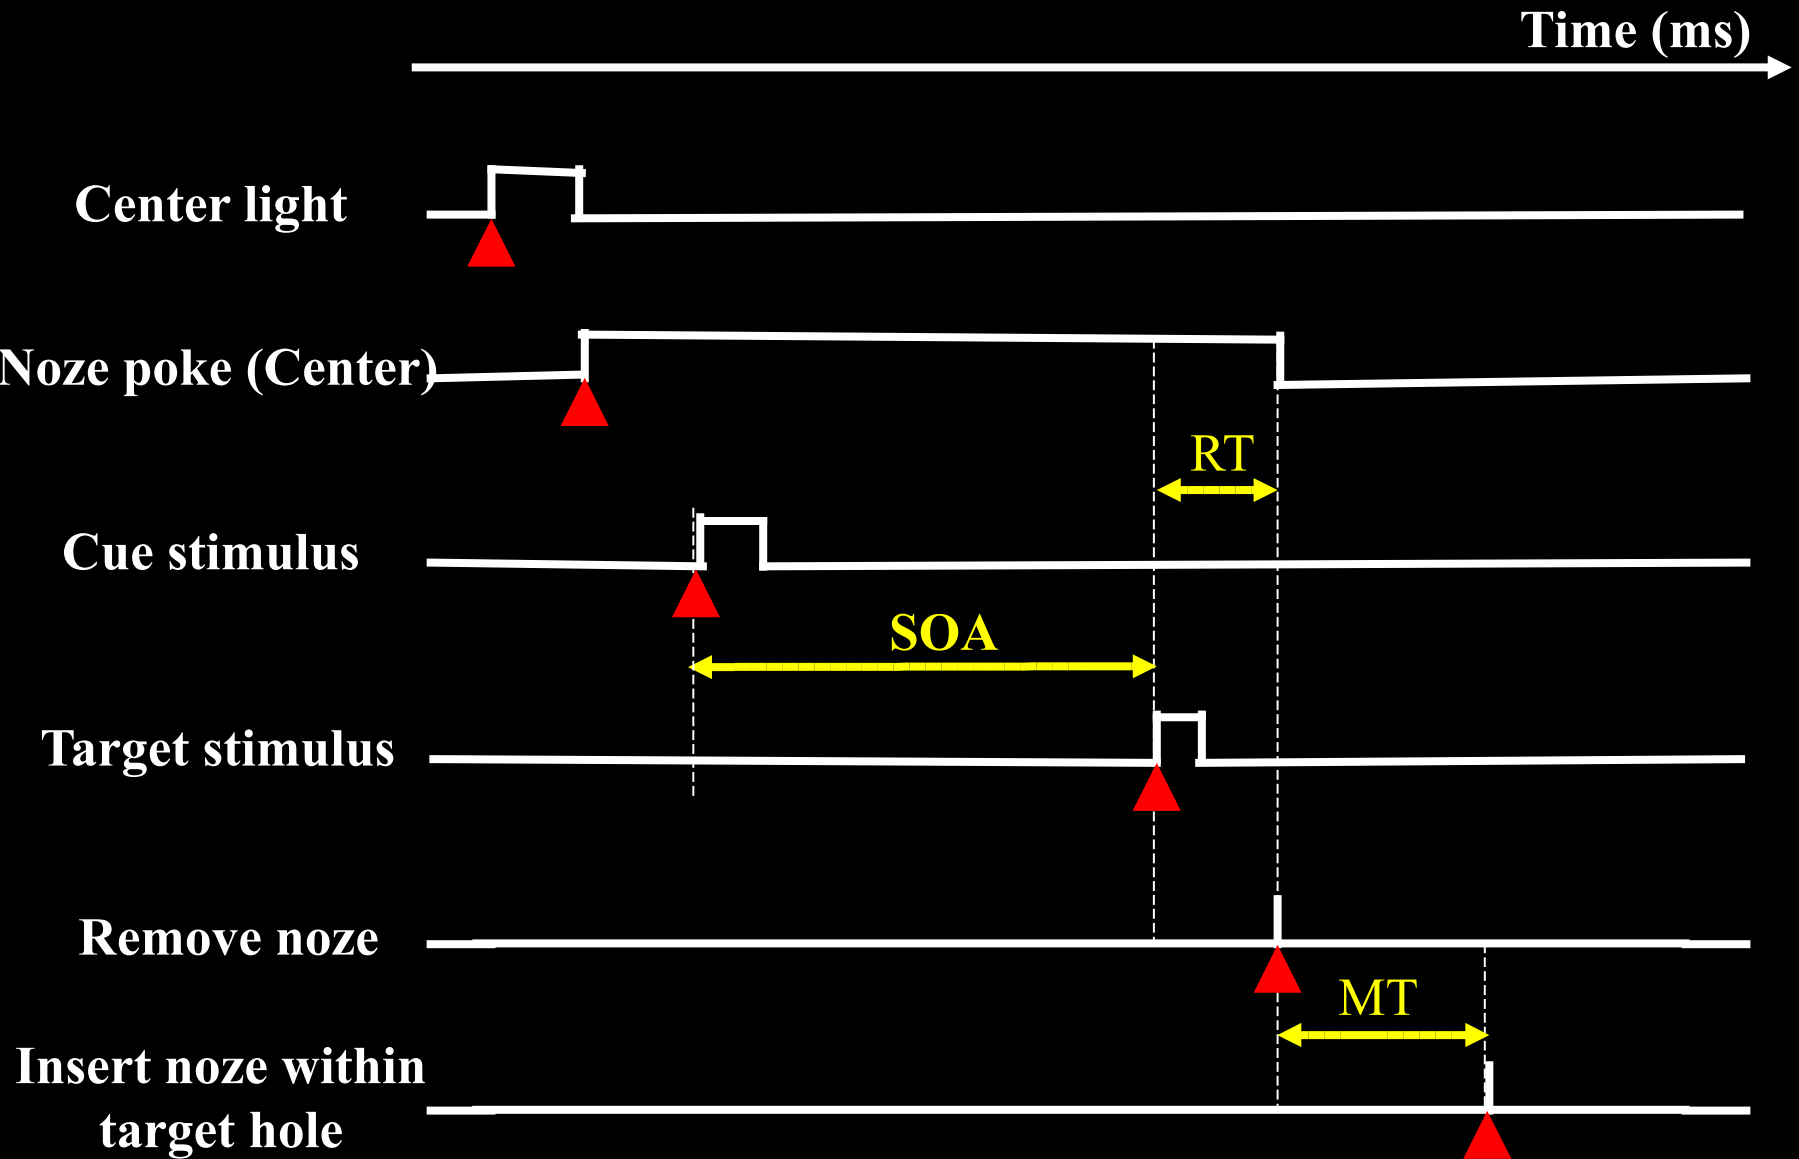 Time (ms)
Center light
Noze poke (Center)
RT
Cue stimulus
SOA
Target stimulus
Remove noze
MT
Insert noze within
target hole